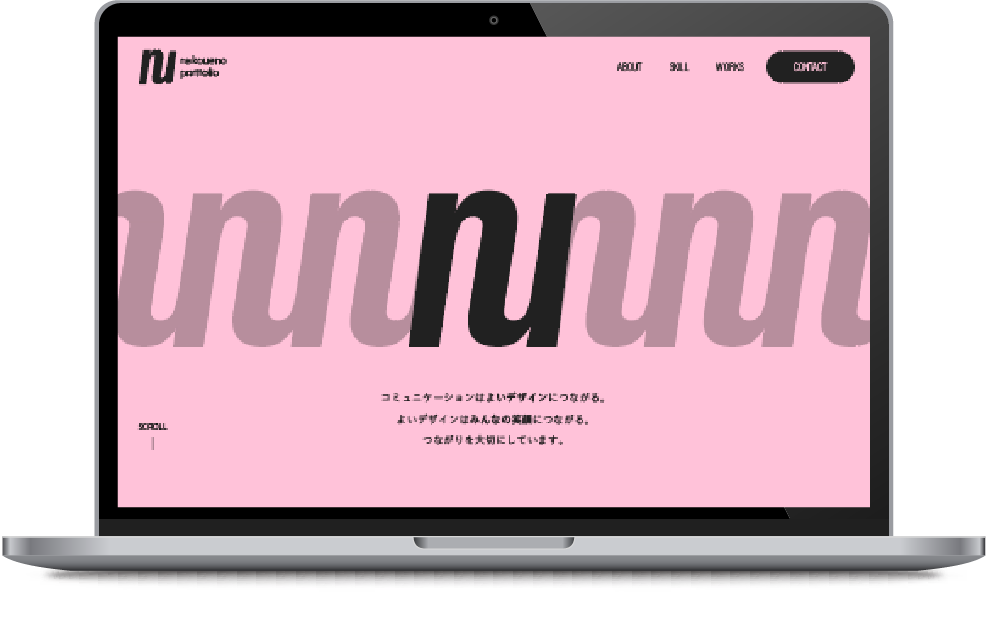 nu
portfolio
ABOUT
SKILL
WORKS
CONTACT
nu
コミュニケーションはよいデザインにつながる。
よいデザインはみんなの笑顔につながる。
つながりを大切にしています。
SCROLL